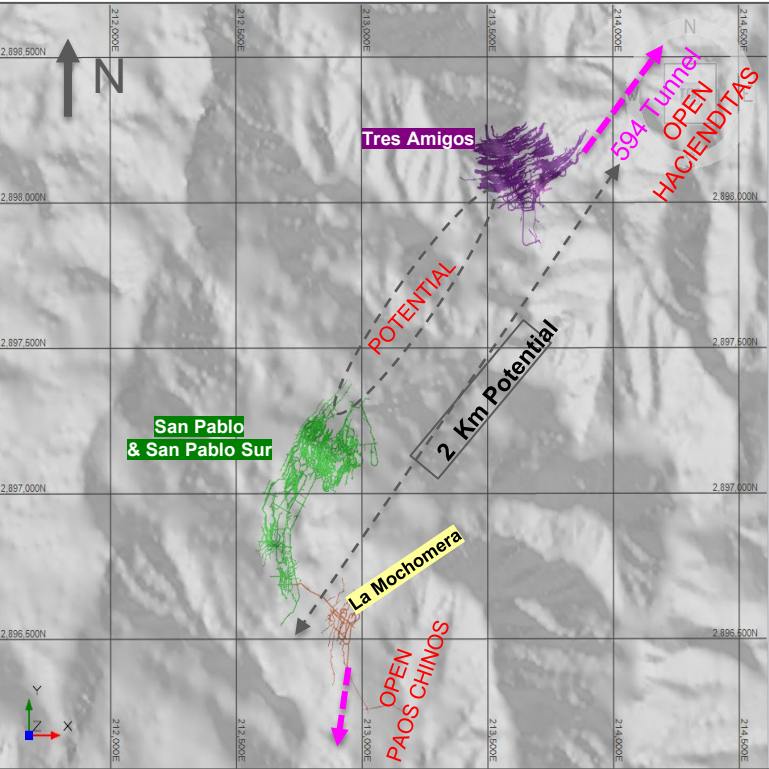 212,000E
212,500E
213,000E
213,500E
214,000E
214,500E
2,898,500N
2,898,500N
N
N
W
Tres Amigos
594 Tunnel
OPEN
HACIENDITAS
2,898,000N
2,898,000N
POTENTIAL
2,897,500N
2,897,500N
2 Km Potential
San Pablo
& San Pablo Sur
2,897,000N
2,897,000N
La Mochomera
2,896,500N
2,896,500N
OPEN
PAOS CHINOS
Y
Z
X
212,000E
212,500E
213,000E
213,500E
214,000E
214,500E